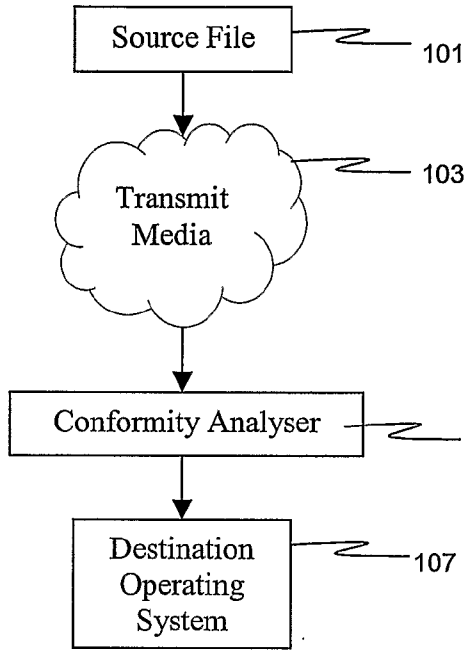 Source File
101
103
Transmit
Media
Conformity Analyser
Destination
Operating
System
107